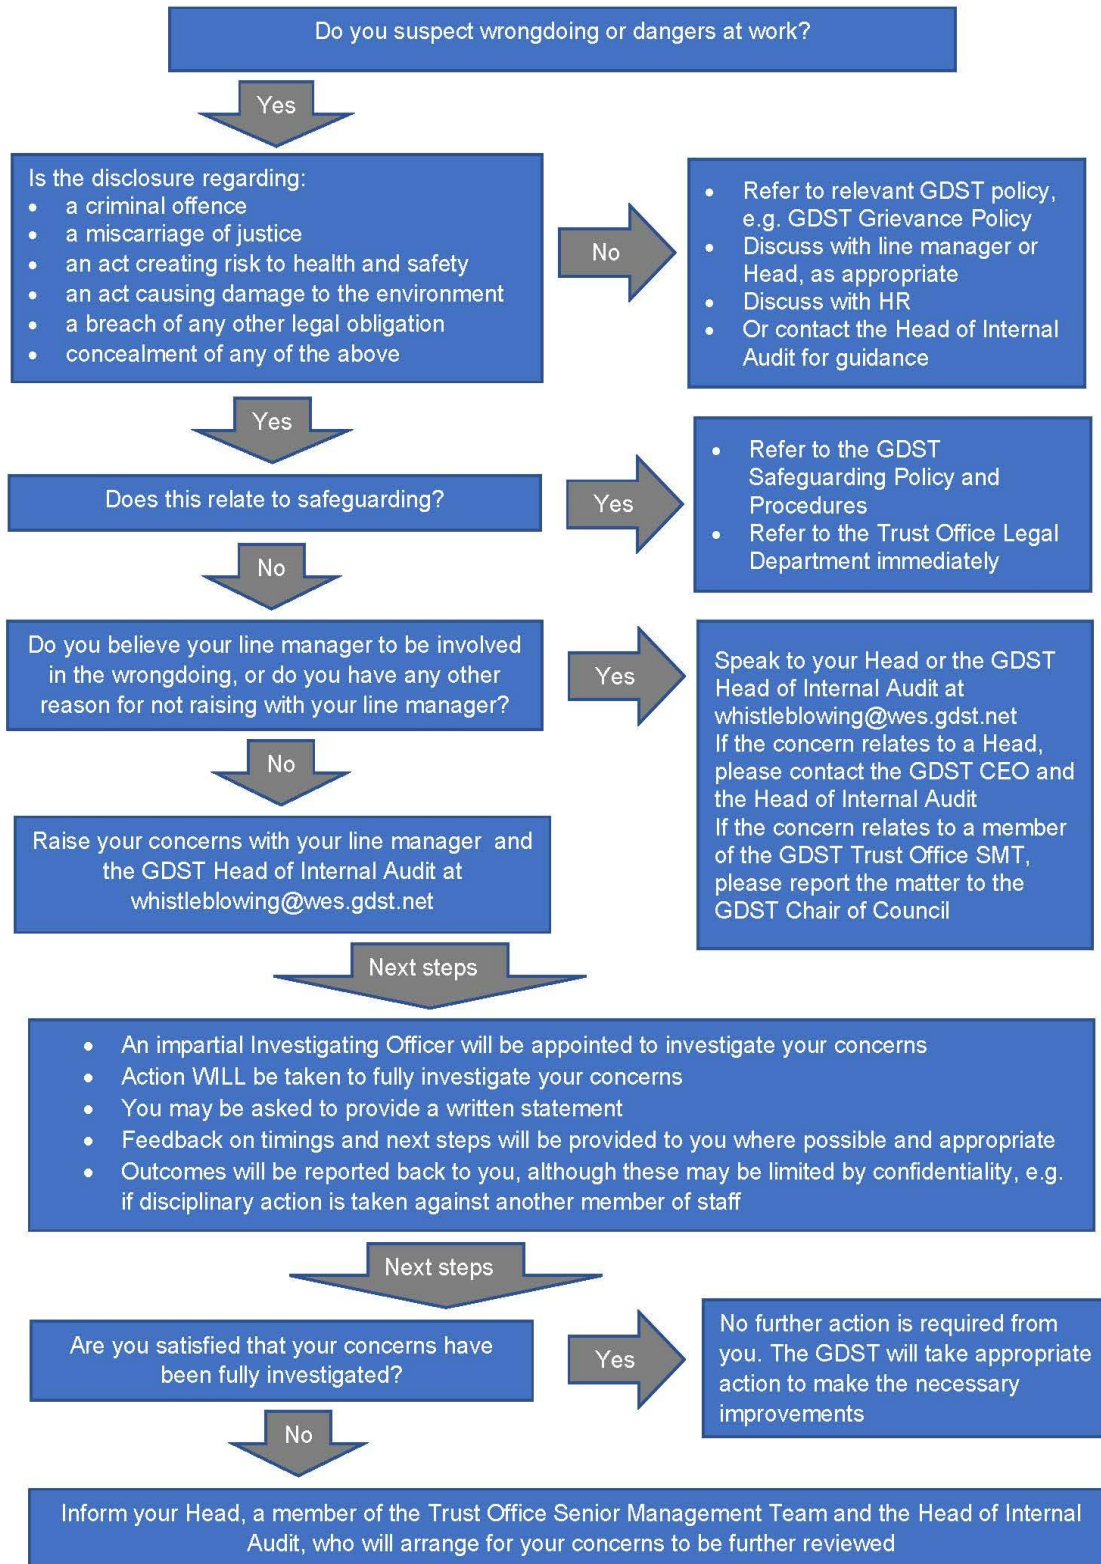 Do you suspect wrongdoing or dangers at work?
Yes
Is the disclosure regarding:
• a criminal offence
• a miscarriage of justice
• an act creating risk to health and safety
• an act causing damage to the environment
• a breach of any other legal obligation
• concealment of any of the above
No
• Refer to relevant GDST policy,
e.g. GDST Grievance Policy
• Discuss with line manager or
Head, as appropriate
• Discuss with HR
• Or contact the Head of Internal
Audit for guidance
Yes
Does this relate to safeguarding?
Yes
• Refer to the GDST
Safeguarding Policy and
Procedures
• Refer to the Trust Office Legal
Department immediately
No
Do you believe your line manager to be involved
in the wrongdoing, or do you have any other
reason for not raising with your line manager?
Yes
Speak to your Head or the GDST
Head of Internal Audit at
whistleblowing@wes.gdst.net
If the concern relates to a Head,
please contact the GDST CEO and
the Head of Internal Audit
If the concern relates to a member
of the GDST Trust Office SMT,
please report the matter to the
GDST Chair of Council
No
Raise your concerns with your line manager and
the GDST Head of Internal Audit at
whistleblowing@wes.gdst.net
Next steps
• An impartial Investigating Officer will be appointed to investigate your concerns
• Action WILL be taken to fully investigate your concerns
• You may be asked to provide a written statement
• Feedback on timings and next steps will be provided to you where possible and appropriate
• Outcomes will be reported back to you, although these may be limited by confidentiality, e.g.
if disciplinary action is taken against another member of staff
Next steps
Are you satisfied that your concerns have
been fully investigated?
Yes
No further action is required from
you. The GDST will take appropriate
action to make the necessary
improvements
No
Inform your Head, a member of the Trust Office Senior Management Team and the Head of Internal
Audit, who will arrange for your concerns to be further reviewed